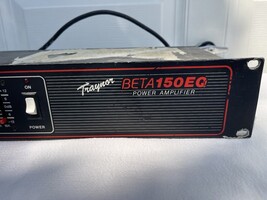 ON
Traynor BETA150EQ
POWER AMPLIFIER
POWER